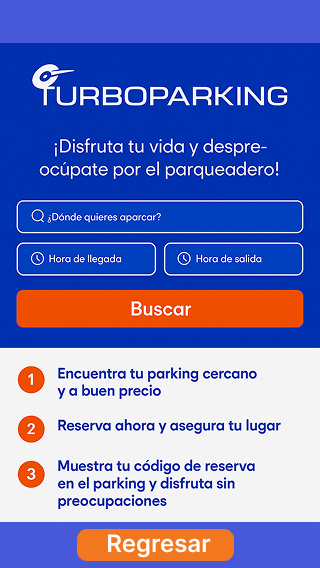 TURBOPARKING
¡Disfruta tu vida y despre-
ocúpate por el parqueadero!
¿Dónde quieres aparcar?
Hora de llegada
Hora de salida
Buscar
1
Encuentra tu parking cercano
y a buen precio
2
Reserva ahora y asegura tu lugar
3
Muestra tu código de reserva
en el parking y disfruta sin
preocupaciones
Regresar